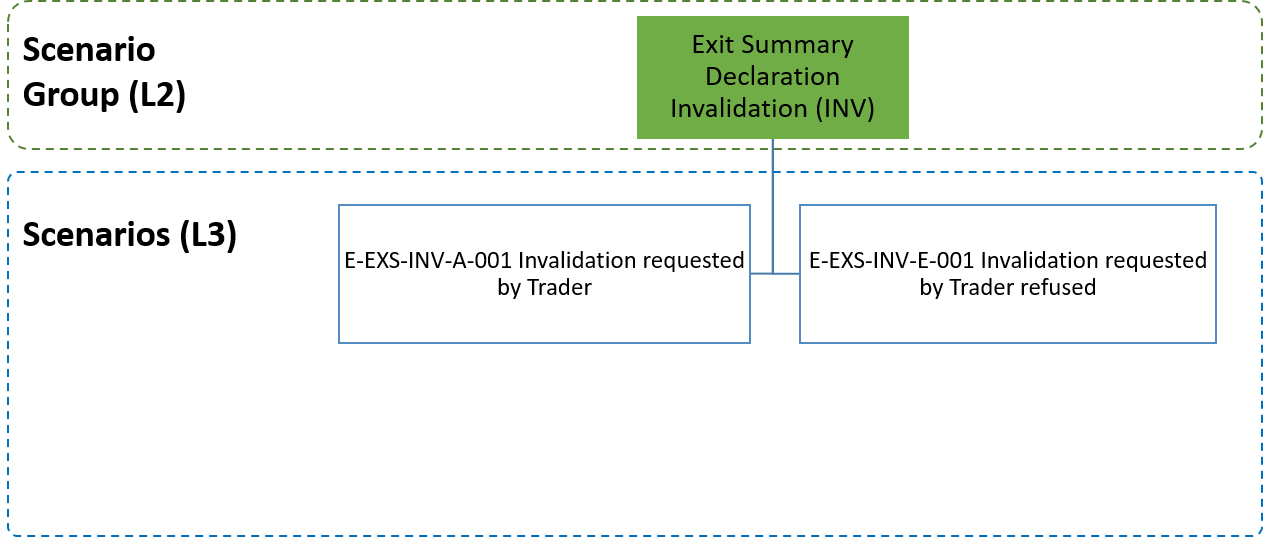 Scenario
Group (L2)
Exit Summary
Declaration
Invalidation (INV)
Scenarios (L3)
E-EXS-INV-A-001 Invalidation requested
by Trader
E-EXS-INV-E-001 Invalidation requested
by Trader refused